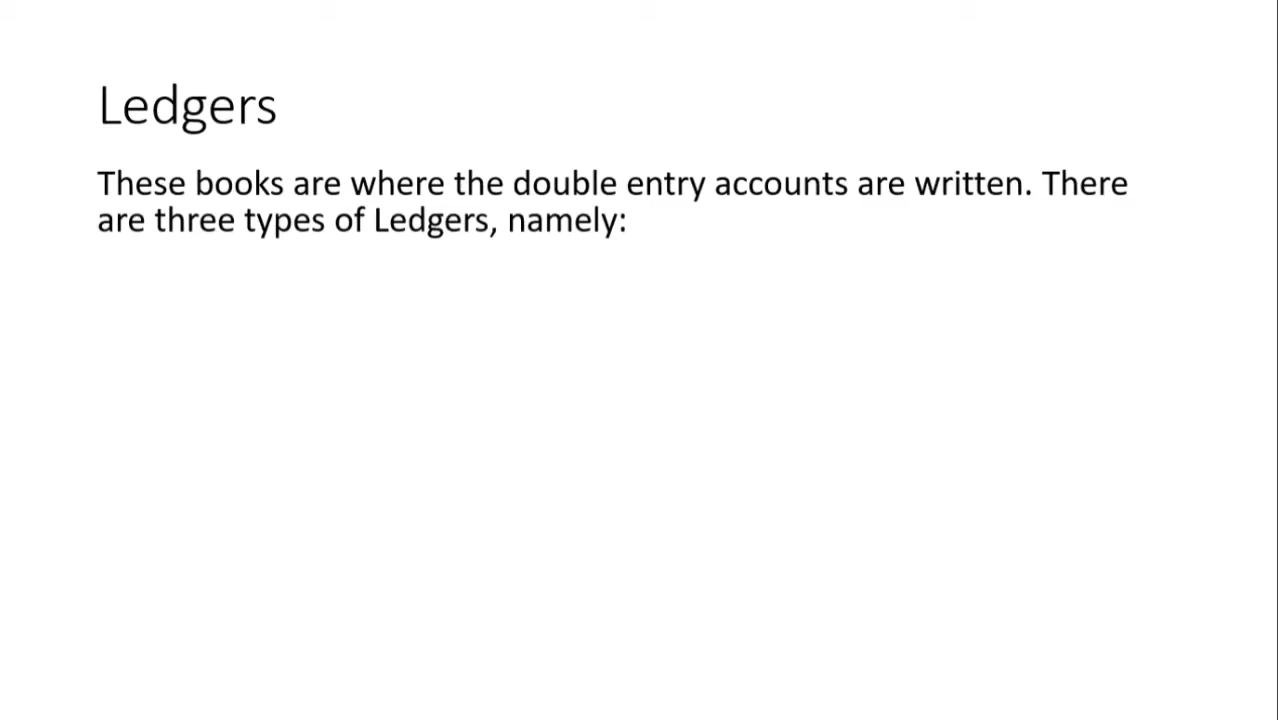 Ledgers
These books are where the double entry accounts are written. There
are three types of Ledgers, namely: